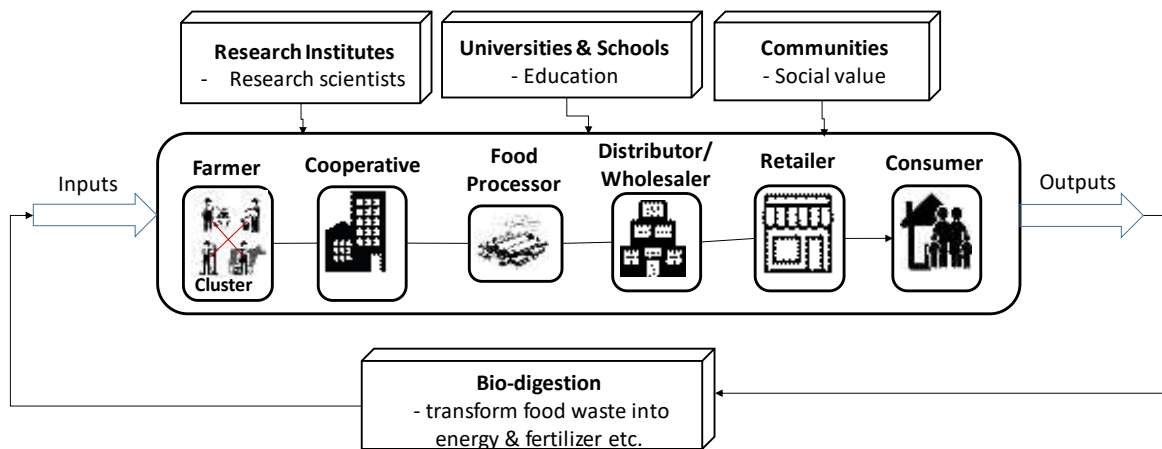 Research Institutes
- Research scientists
Universities & Schools
- Education
Communities
- Social value
Inputs
Farmer
Cluster
Cooperative
Food
Processor
Distributor/
Wholesaler
Retailer
Consumer
Outputs
Bio-digestion
- transform food waste into
energy & fertilizer etc.